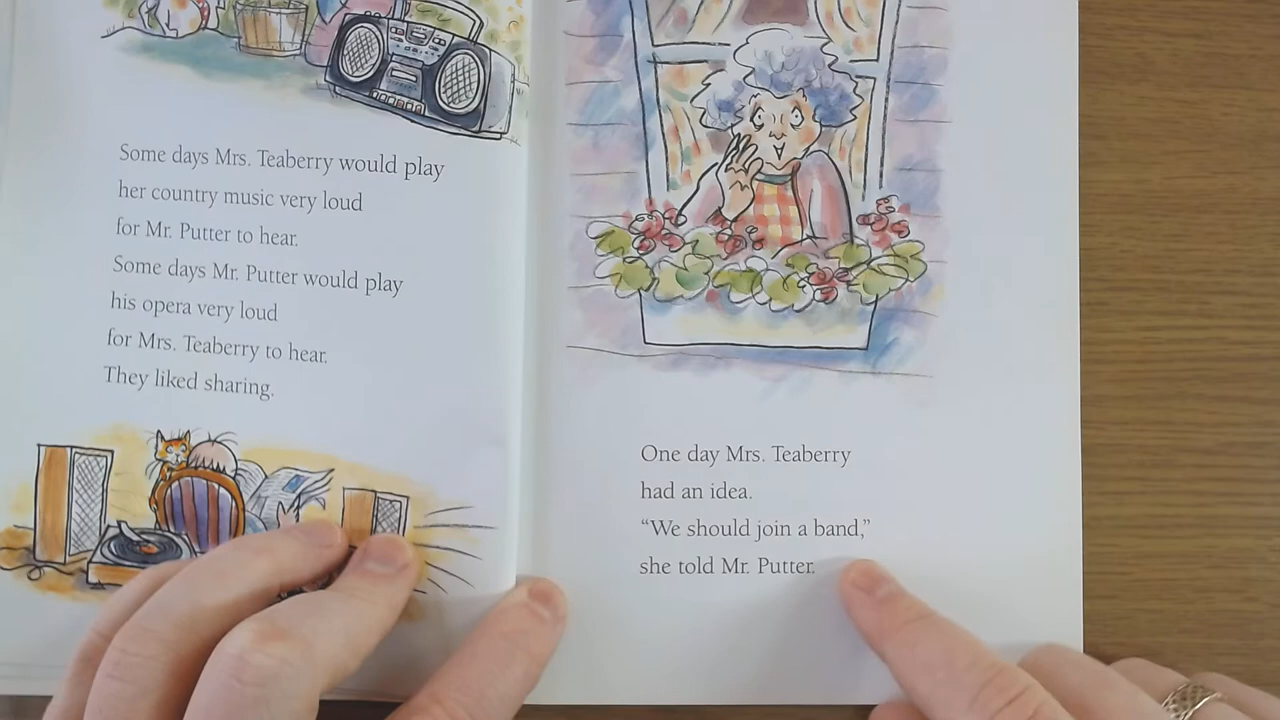 Some days Mrs. Teaberry would play
her country music very loud
for Mr. Putter to hear.
Some days Mr. Putter would play
his opera very loud
for Mrs. Teaberry to hear.
They liked sharing.
One day Mrs. Teaberry
had an idea.
“We should join a band,”
she told Mr. Putter.